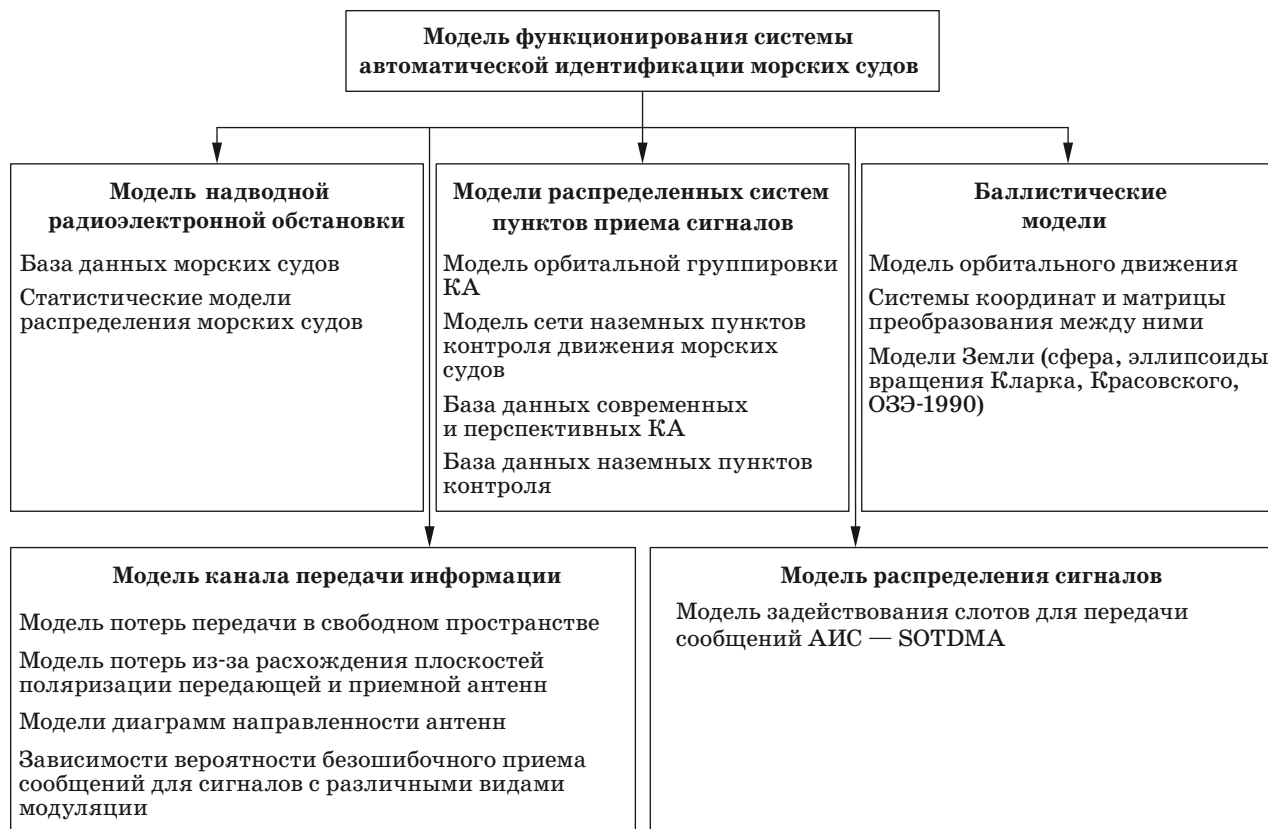 Модель функционирования системы
автоматической идентификации морских судов
Модель надводной
радиоэлектронной обстановки
База данных морских судов
Статистические модели
распределения морских судов
Модели распределенных систем
пунктов приема сигналов
Модель орбитальной группировки
КА
Модель сети наземных пунктов
контроля движения морских
судов
База данных современных
и перспективных КА
База данных наземных пунктов
контроля
Баллистические
модели
Модель орбитального движения
Системы координат и матрицы
преобразования между ними
Модели Земли (сфера, эллипсоиды
вращения Кларка, Красовского,
ОЗЭ-1990)
Модель канала передачи информации
Модель потерь передачи в свободном пространстве
Модель потерь из-за расхождения плоскостей
поляризации передающей и приемной антенн
Модели диаграмм направленности антенн
Зависимости вероятности безошибочного приема
сообщений для сигналов с различными видами
модуляции
Модель распределения сигналов
Модель задействования слотов для передачи
сообщений АИС — SOTDMA